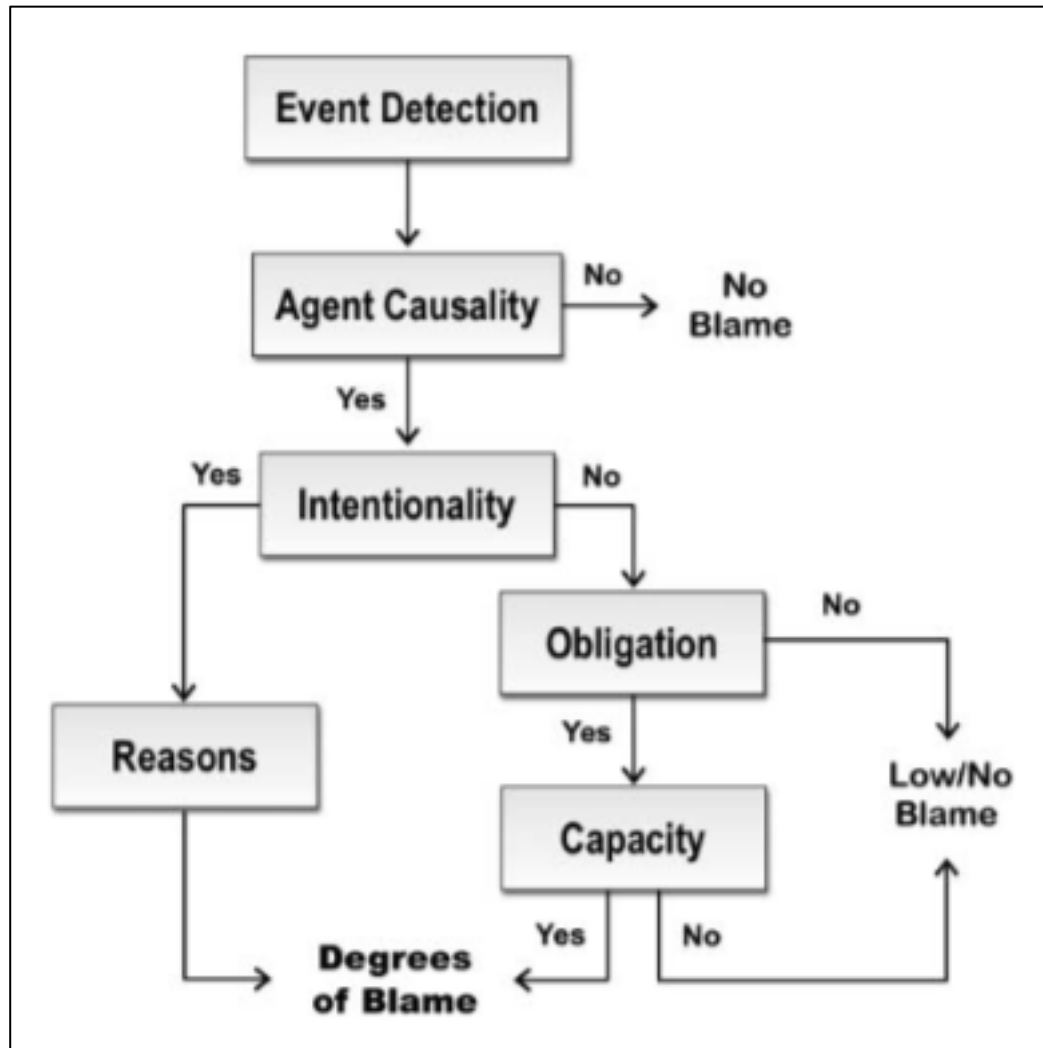 Event Detection
Agent Causality
No
No
Blame
Yes
Yes
Intentionality
No
Obligation
No
Reasons
Yes
Low/No
Blame
Capacity
Yes
No
Degrees
of Blame